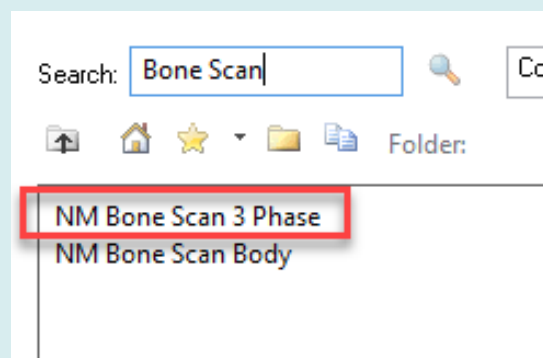 Search: Bone Scan Co
Folder:
NM Bone Scan 3 Phase
NM Bone Scan Body